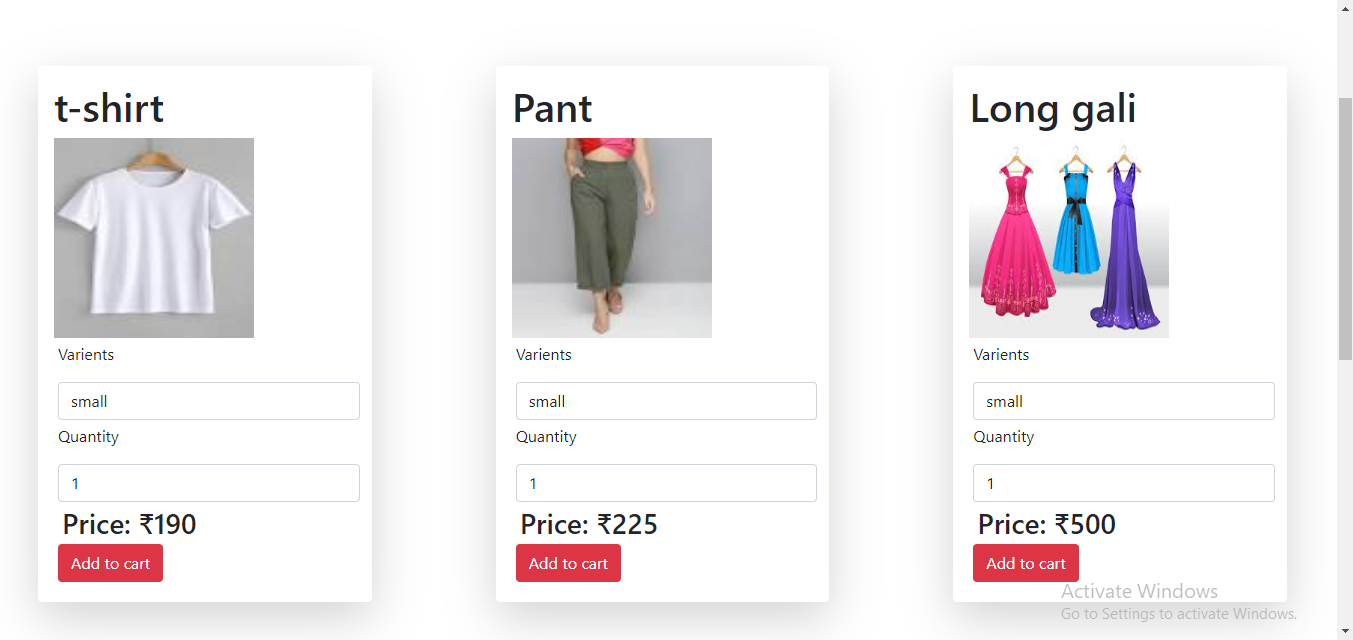 t-shirt
Varients
small
Quantity
1
Price: ₹190
Add to cart
Pant
Varients
small
Quantity
1
Price: ₹225
Add to cart
Long gali
Varients
small
Quantity
1
Price: ₹500
Add to cart
Activate Windows
Go to Settings to activate Windows.